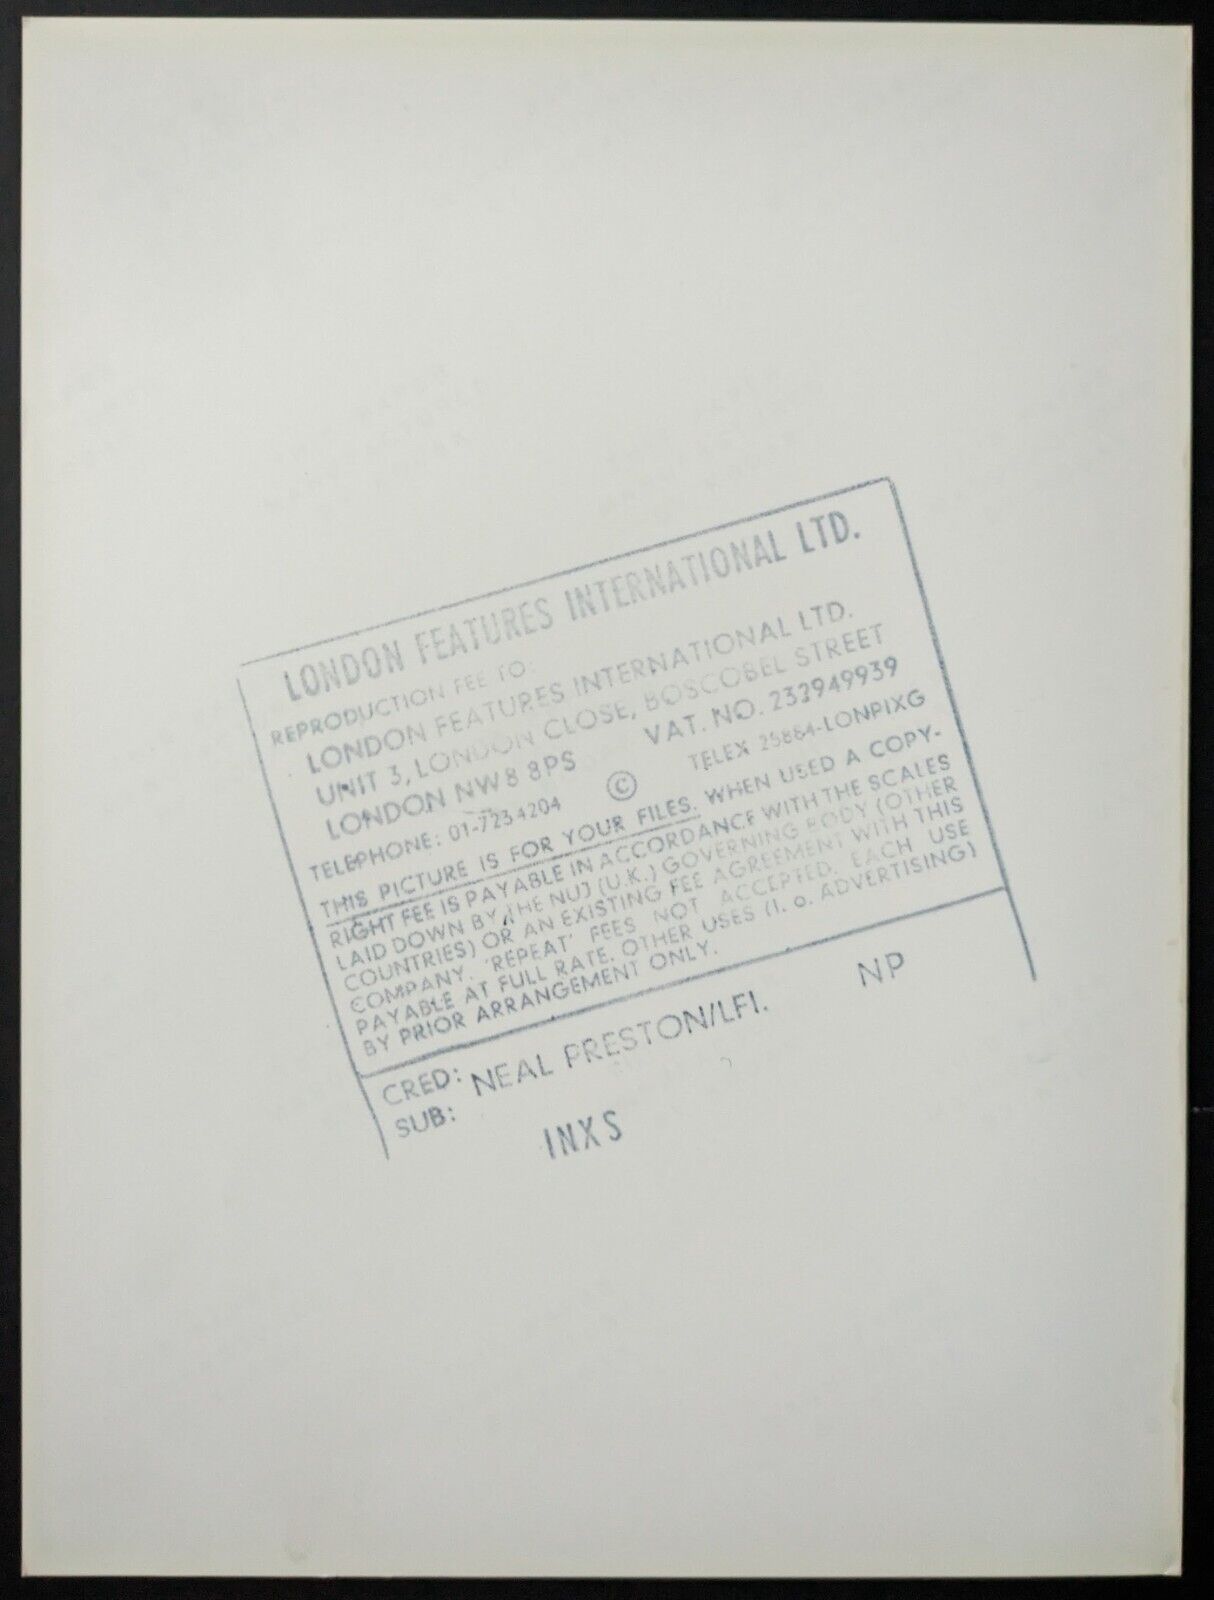 LONDON FEATURES INTERNATIONAL LTD.
REPRODUCTION FEE TO:
LONDON FEATURES INTERNATIONAL LTD.
UNIT 3, LONDON CLOSE, BOSCOBEL STREET
LONDON NW8 8PS VAT. NO. 233949939
TELEPHONE: 01-723 4204 © TELEX 25864-LONPIXG
THIS PICTURE IS FOR YOUR FILES. WHEN USED A COPY-
RIGHT FEE IS PAYABLE IN ACCORDANCE WITH THE SCALES
LAID DOWN BY THE NUJ (U.K.) GOVERNING BODY (OTHER
COUNTRIES) OR AN EXISTING FEE AGREEMENT WITH THIS
COMPANY. 'REPEAT' FEES NOT ACCEPTED. EACH USE
PAYABLE AT FULL RATE. OTHER USES (I. o. ADVERTISING)
BY PRIOR ARRANGEMENT ONLY.
CRED: NEAL PRESTON/LFI. NP
SUB: INXS